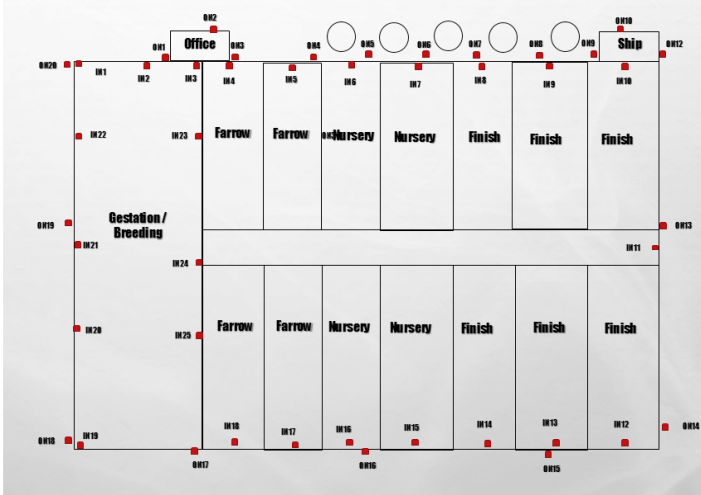 ON2
ON10
Office
Ship
ON1
ON3
ON4
ON5
ON6
ON7
ON8
ON9
ON12
ON20
IN1
IN2
IN3
IN4
IN5
IN6
IN7
IN8
IN9
IN10
IN22
IN23
Farrow
Farrow
Nursery
Nursery
Finish
Finish
Finish
Gestation /
Breeding
ON19
ON13
IN21
IN11
IN24
IN20
IN25
Farrow
Farrow
Nursery
Nursery
Finish
Finish
Finish
ON18
IN19
IN18
IN17
IN16
IN15
IN14
IN13
IN12
ON14
ON17
ON16
ON15